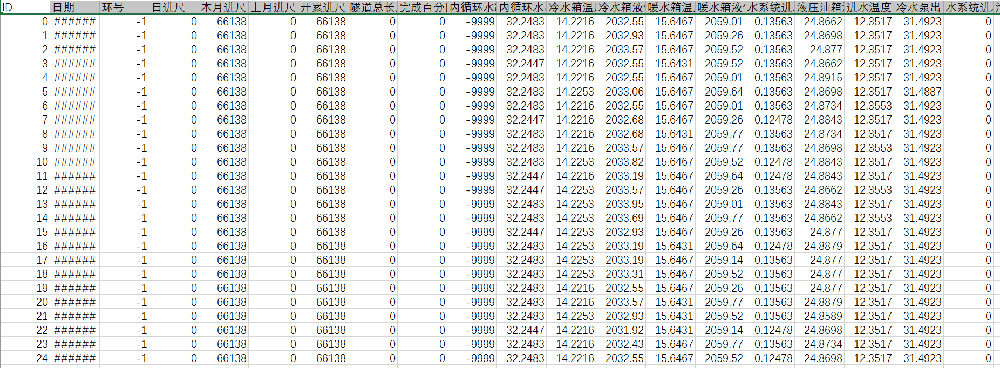 ID 日期 环号 日进尺 本月进尺 上月进尺 开累进尺 隧道总长 完成百分 内循环水 内循环水 冷水箱温 冷水箱液 暖水箱温 暖水箱液 水系统进 液压油箱 进水温度 冷水泵出 水系统进
0 ###### -1 0 66138 0 66138 0 0 -9999 32.2483 14.2216 2032.55 15.6467 2059.01 0.13563 24.8662 12.3517 31.4923 0
1 ###### -1 0 66138 0 66138 0 0 -9999 32.2483 14.2216 2032.93 15.6467 2059.26 0.13563 24.8698 12.3517 31.4923 0
2 ###### -1 0 66138 0 66138 0 0 -9999 32.2483 14.2216 2033.57 15.6467 2059.52 0.13563 24.877 12.3517 31.4923 0
3 ###### -1 0 66138 0 66138 0 0 -9999 32.2447 14.2216 2032.55 15.6431 2059.52 0.13563 24.8662 12.3517 31.4923 0
4 ###### -1 0 66138 0 66138 0 0 -9999 32.2483 14.2216 2032.55 15.6467 2059.01 0.13563 24.8915 12.3517 31.4923 0
5 ###### -1 0 66138 0 66138 0 0 -9999 32.2483 14.2253 2033.06 15.6467 2059.64 0.13563 24.8698 12.3517 31.4887 0
6 ###### -1 0 66138 0 66138 0 0 -9999 32.2483 14.2216 2032.55 15.6467 2059.01 0.13563 24.8734 12.3553 31.4923 0
7 ###### -1 0 66138 0 66138 0 0 -9999 32.2447 14.2216 2032.68 15.6467 2059.26 0.12478 24.8843 12.3517 31.4923 0
8 ###### -1 0 66138 0 66138 0 0 -9999 32.2483 14.2216 2032.68 15.6431 2059.77 0.13563 24.8734 12.3517 31.4923 0
9 ###### -1 0 66138 0 66138 0 0 -9999 32.2483 14.2216 2033.57 15.6467 2059.77 0.13563 24.8698 12.3553 31.4923 0
10 ###### -1 0 66138 0 66138 0 0 -9999 32.2483 14.2253 2033.82 15.6467 2059.52 0.12478 24.8843 12.3517 31.4923 0
11 ###### -1 0 66138 0 66138 0 0 -9999 32.2447 14.2216 2033.19 15.6467 2059.64 0.12478 24.8843 12.3517 31.4923 0
12 ###### -1 0 66138 0 66138 0 0 -9999 32.2447 14.2253 2033.57 15.6467 2059.26 0.13563 24.8662 12.3553 31.4923 0
13 ###### -1 0 66138 0 66138 0 0 -9999 32.2483 14.2253 2033.95 15.6467 2059.01 0.13563 24.8843 12.3517 31.4923 0
14 ###### -1 0 66138 0 66138 0 0 -9999 32.2483 14.2253 2033.69 15.6467 2059.77 0.13563 24.8662 12.3553 31.4923 0
15 ###### -1 0 66138 0 66138 0 0 -9999 32.2447 14.2253 2032.93 15.6467 2059.26 0.13563 24.877 12.3517 31.4923 0
16 ###### -1 0 66138 0 66138 0 0 -9999 32.2483 14.2253 2033.19 15.6431 2059.64 0.12478 24.8879 12.3517 31.4923 0
17 ###### -1 0 66138 0 66138 0 0 -9999 32.2483 14.2253 2033.19 15.6467 2059.14 0.13563 24.877 12.3517 31.4923 0
18 ###### -1 0 66138 0 66138 0 0 -9999 32.2483 14.2253 2033.31 15.6467 2059.52 0.13563 24.877 12.3517 31.4923 0
19 ###### -1 0 66138 0 66138 0 0 -9999 32.2483 14.2216 2032.55 15.6467 2059.26 0.13563 24.877 12.3517 31.4923 0
20 ###### -1 0 66138 0 66138 0 0 -9999 32.2483 14.2216 2033.57 15.6431 2059.77 0.13563 24.8879 12.3517 31.4923 0
21 ###### -1 0 66138 0 66138 0 0 -9999 32.2483 14.2253 2032.93 15.6431 2059.52 0.13563 24.8589 12.3517 31.4923 0
22 ###### -1 0 66138 0 66138 0 0 -9999 32.2447 14.2216 2031.92 15.6431 2059.14 0.12478 24.8698 12.3517 31.4923 0
23 ###### -1 0 66138 0 66138 0 0 -9999 32.2483 14.2216 2032.43 15.6467 2059.77 0.13563 24.8734 12.3517 31.4923 0
24 ###### -1 0 66138 0 66138 0 0 -9999 32.2483 14.2216 2032.55 15.6467 2059.52 0.12478 24.8698 12.3517 31.4923 0